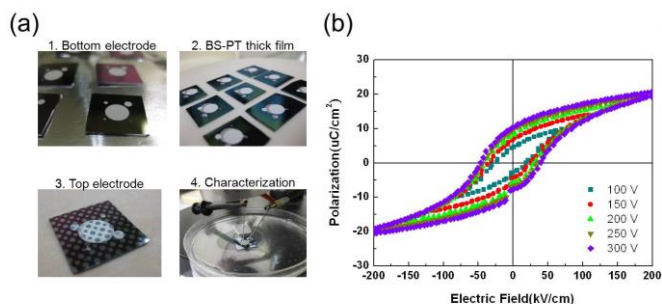 (a)
1. Bottom electrode
2. BS-PT thick film
3. Top electrode
4. Characterization
(b)
Polarization(uC/cm²)
30
20
10
0
-10
-20
-30
-200 -150 -100 -50 0 50 100 150 200
Electric Field(kV/cm)
100 V
150 V
200 V
250 V
300 V